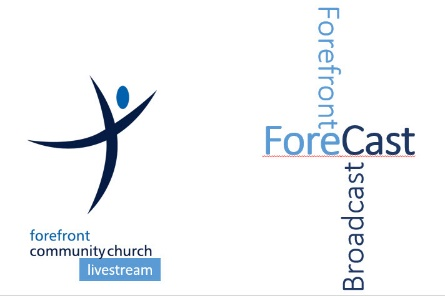 forefront
community church
livestream
Forefront
ForeCast
Broadcast